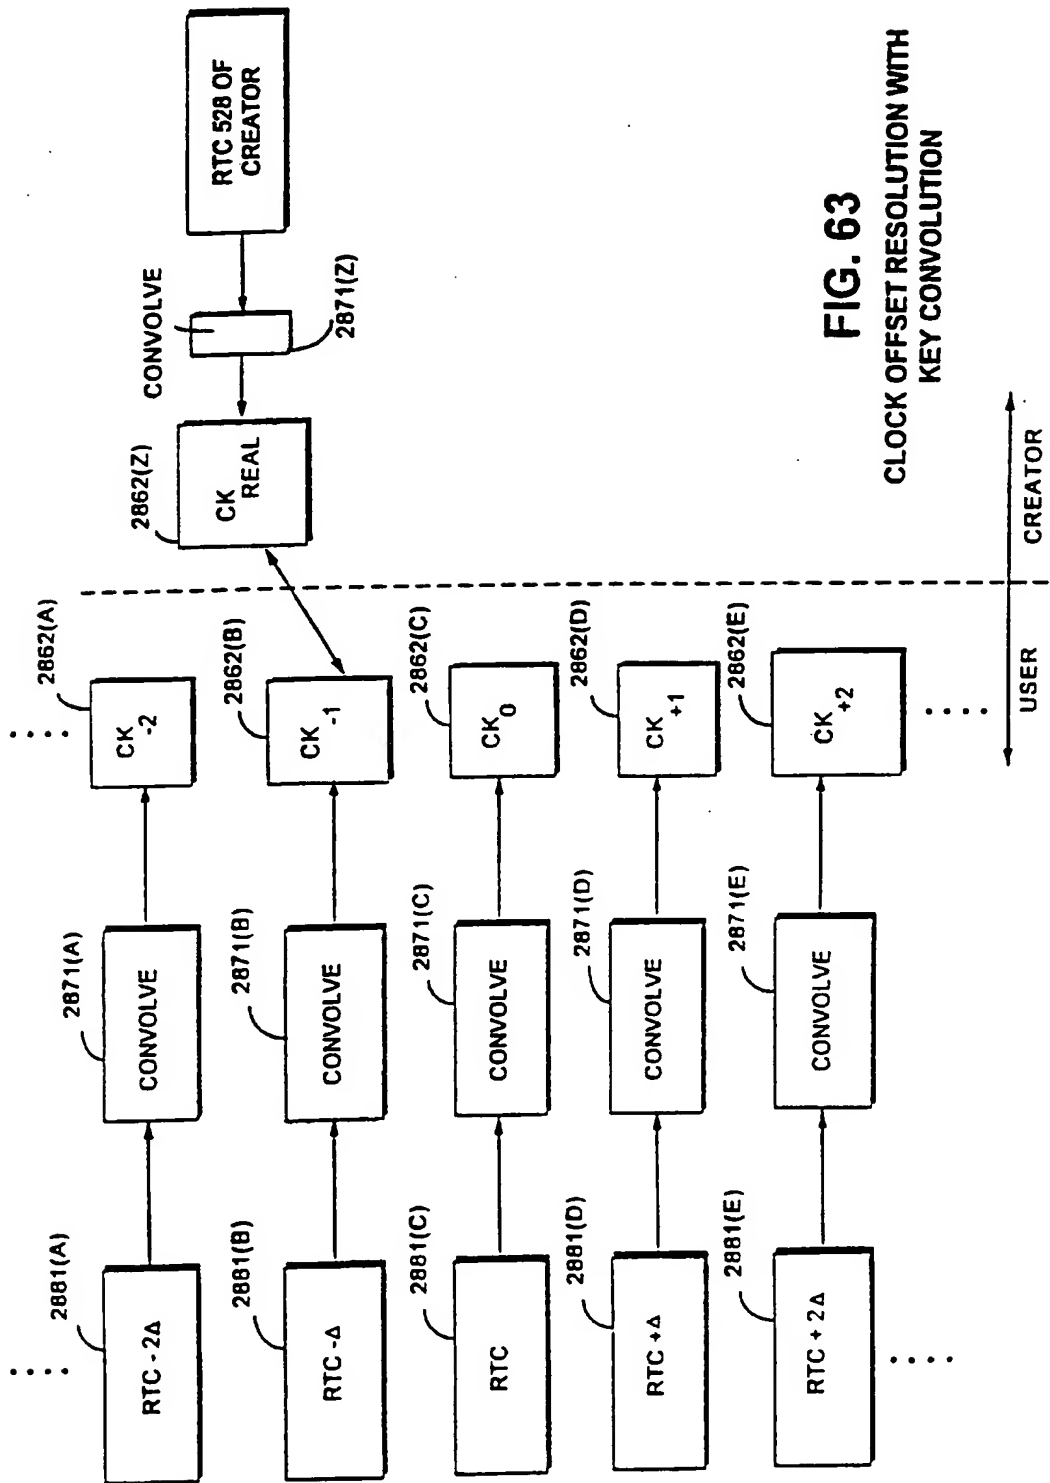 2881(A)
RTC - 2Δ
2871(A)
CONVOLVE
2862(A)
CK -2
2881(B)
RTC -Δ
2871(B)
CONVOLVE
2862(B)
CK -1
2881(C)
RTC
2871(C)
CONVOLVE
2862(C)
CK 0
2881(D)
RTC +Δ
2871(D)
CONVOLVE
2862(D)
CK +1
2881(E)
RTC + 2Δ
2871(E)
CONVOLVE
2862(E)
CK +2
2862(Z)
CK REAL
CONVOLVE
2871(Z)
RTC 528 OF
CREATOR
USER
CREATOR
FIG. 63
CLOCK OFFSET RESOLUTION WITH
KEY CONVOLUTION